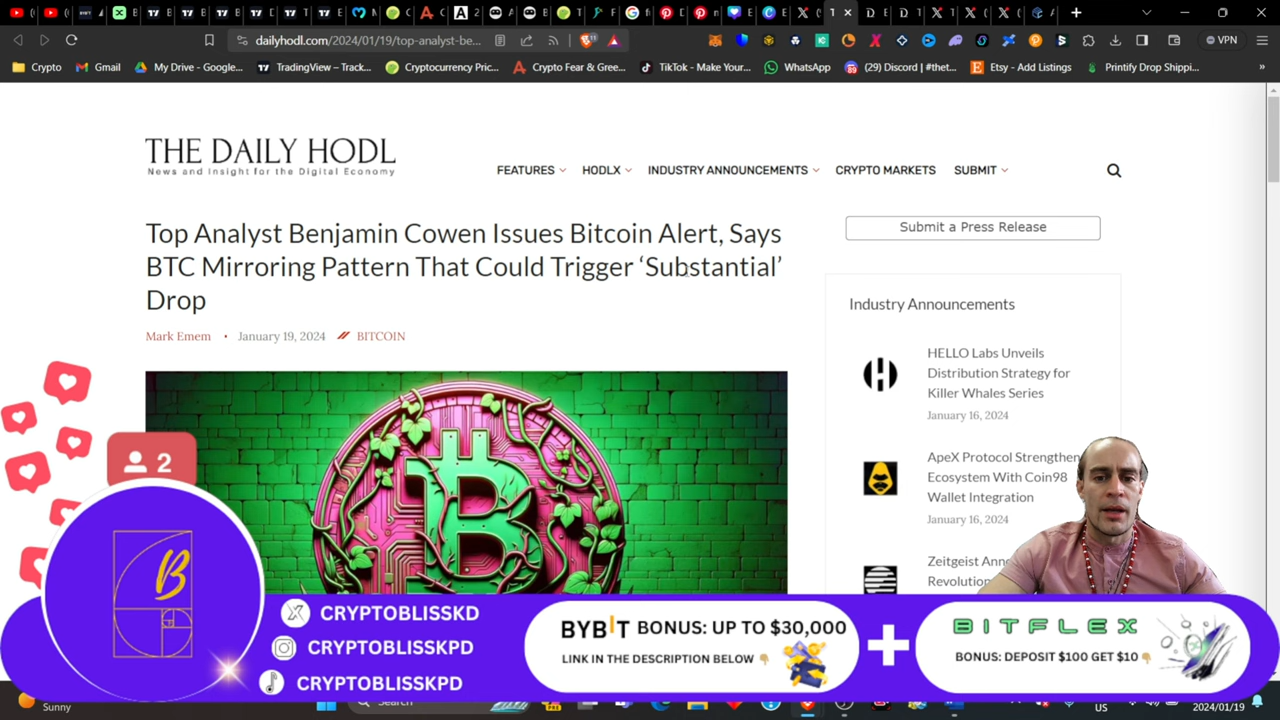 dailyhodl.com/2024/01/19/top-analyst-be...
VPN
Crypto
Gmail
My Drive - Google...
TradingView – Track...
Cryptocurrency Pric...
Crypto Fear & Gree...
TikTok - Make Your...
WhatsApp
(29) Discord | #thet...
Etsy - Add Listings
Printify Drop Shippi...
THE DAILY HODL
News and Insight for the Digital Economy
FEATURES
HODLX
INDUSTRY ANNOUNCEMENTS
CRYPTO MARKETS
SUBMIT
Top Analyst Benjamin Cowen Issues Bitcoin Alert, Says
BTC Mirroring Pattern That Could Trigger ‘Substantial’
Drop
Mark Emem • January 19, 2024 BITCOIN
Submit a Press Release
Industry Announcements
HELLO Labs Unveils
Distribution Strategy for
Killer Whales Series
January 16, 2024
ApeX Protocol Strengthen
Ecosystem With Coin98
Wallet Integration
January 16, 2024
Zeitgeist Ann
Revolution
2
B
CRYPTOBLISSKD
CRYPTOBLISSKPD
CRYPTOBLISSKPD
BYBIT BONUS: UP TO $30,000
LINK IN THE DESCRIPTION BELOW
+
BITFLEX
BONUS: DEPOSIT $100 GET $10
Sunny
Search
US
2024/01/19